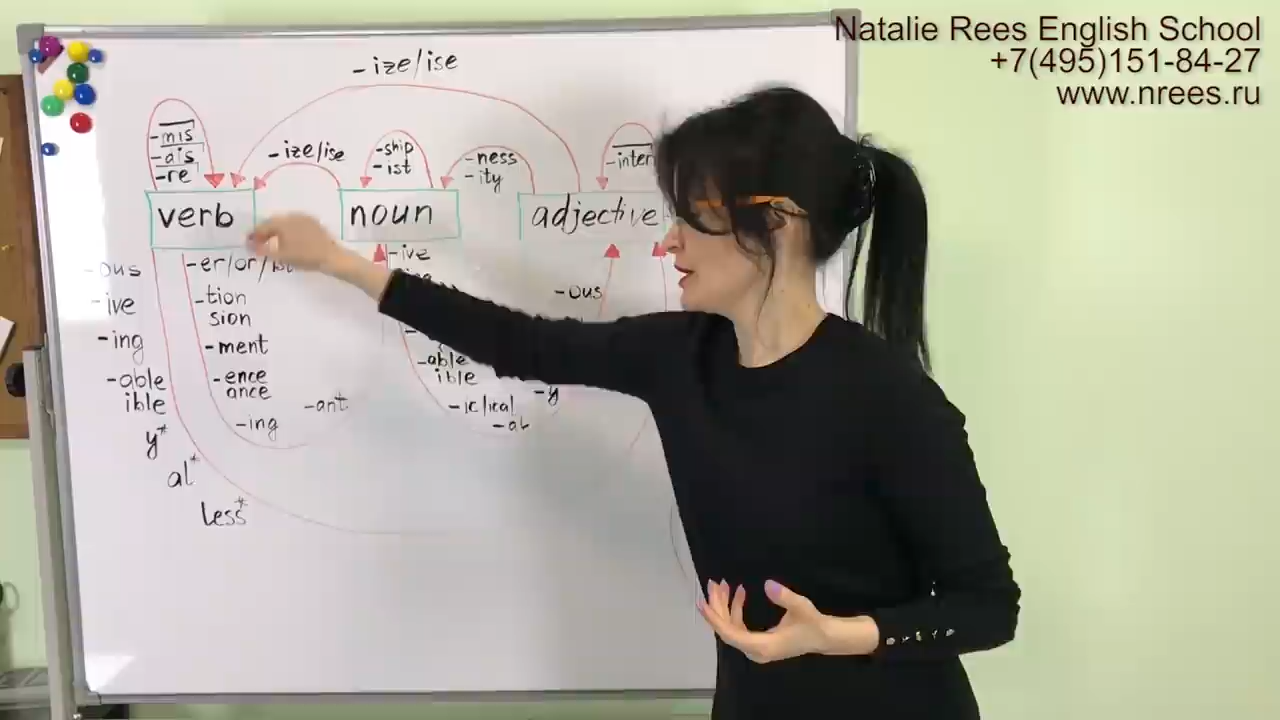 Natalie Rees English School
+7(495)151-84-27
www.nrees.ru
-ize/ise
-mis
-dis
-re
-ize/ise
-ship
-ist
-ness
-ity
-inter
verb
noun
adjective
-ous
-ive
-ing
-able
ible
y*
al*
less*
-er/or/
-tion
sion
-ment
-ence
ance
-ing
-ant
-ive
-able
ible
-ic/ical
-al
-ous
-y